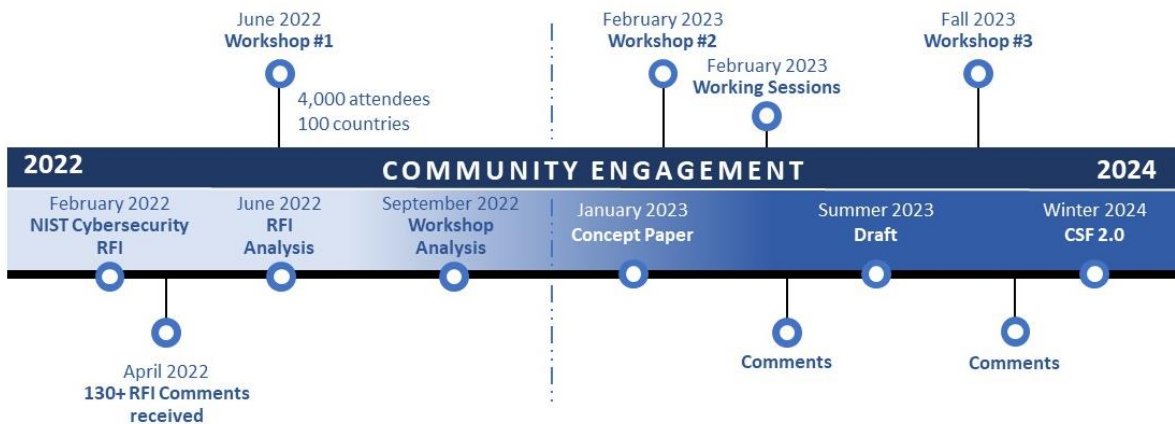 June 2022
Workshop #1
4,000 attendees
100 countries
February 2023
Workshop #2
February 2023
Working Sessions
Fall 2023
Workshop #3
2022
COMMUNITY ENGAGEMENT
2024
February 2022
NIST Cybersecurity
RFI
June 2022
RFI
Analysis
September 2022
Workshop
Analysis
January 2023
Concept Paper
Summer 2023
Draft
Winter 2024
CSF 2.0
April 2022
130+ RFI Comments
received
Comments
Comments